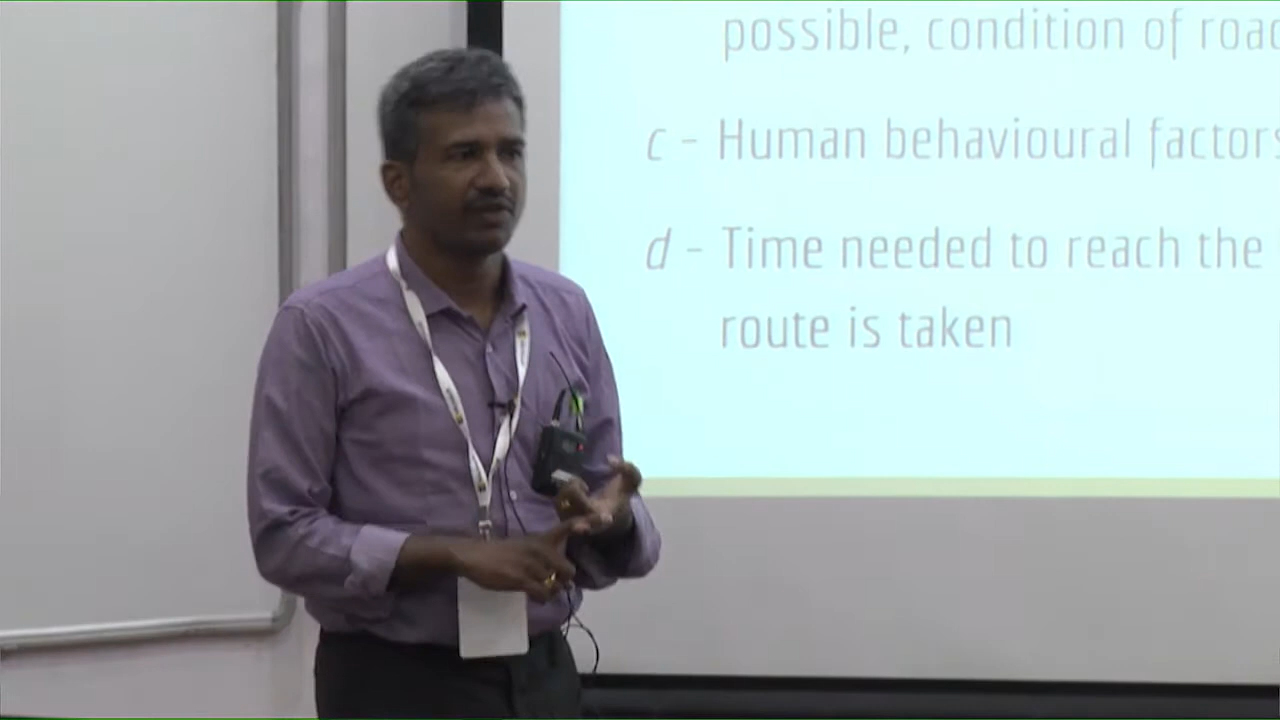 possible, condition of road
c - Human behavioural factors
d - Time needed to reach the
route is taken